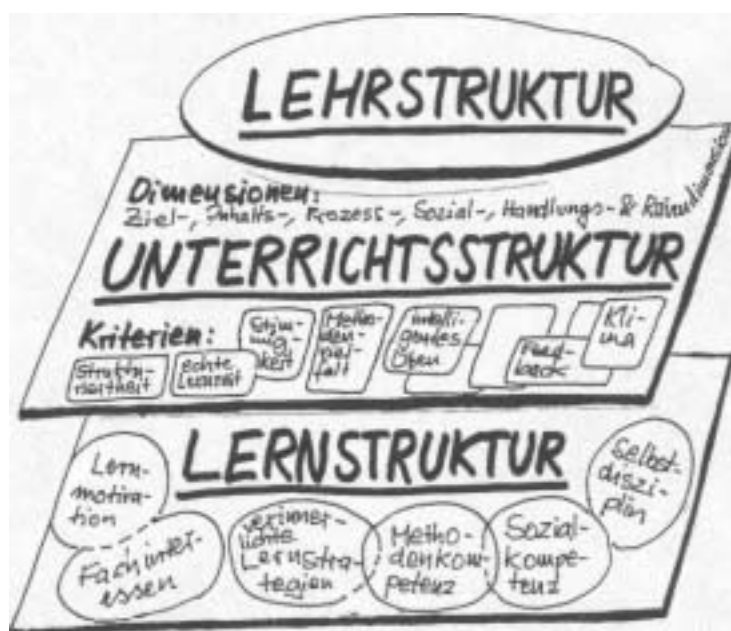 LEHRSTRUKTUR
Dimensionen:
Ziel-, Inhalts-, Prozess-, Sozial-, Handlungs- & Raumdimension
UNTERRICHTSSTRUKTUR
Kriterien:
Struktu-
riertheit
echte
Lernzeit
Stim-
mig-
keit
Metho-
den-
viel-
falt
intelli-
gentes
Üben
Feed-
back
Kli-
ma
LERNSTRUKTUR
Lern-
motiva-
tion
Fachinter-
essen
verinner-
lichte
Lernstra-
tegien
Metho-
denkom-
petenz
Sozial-
kompe-
tenz
Selbst-
diszi-
plin